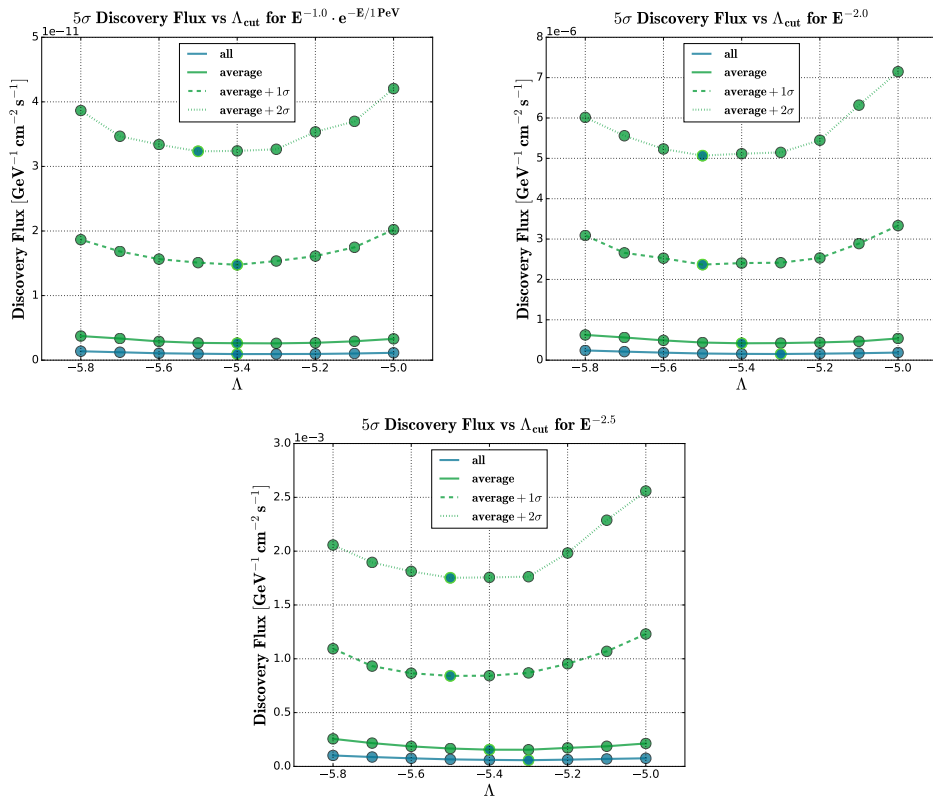 5σ Discovery Flux vs Λcut for E^−1.0 · e^−E/1 PeV
1e−11
5
4
3
2
1
0
−5.8
−5.6
−5.4
−5.2
−5.0
Λ
Discovery Flux [GeV^−1 cm^−2 s^−1]
all
average
average + 1σ
average + 2σ
5σ Discovery Flux vs Λcut for E^−2.0
1e−6
8
7
6
5
4
3
2
1
0
−5.8
−5.6
−5.4
−5.2
−5.0
Λ
Discovery Flux [GeV^−1 cm^−2 s^−1]
all
average
average + 1σ
average + 2σ
5σ Discovery Flux vs Λcut for E^−2.5
1e−3
3.0
2.5
2.0
1.5
1.0
0.5
0.0
−5.8
−5.6
−5.4
−5.2
−5.0
Λ
Discovery Flux [GeV^−1 cm^−2 s^−1]
all
average
average + 1σ
average + 2σ